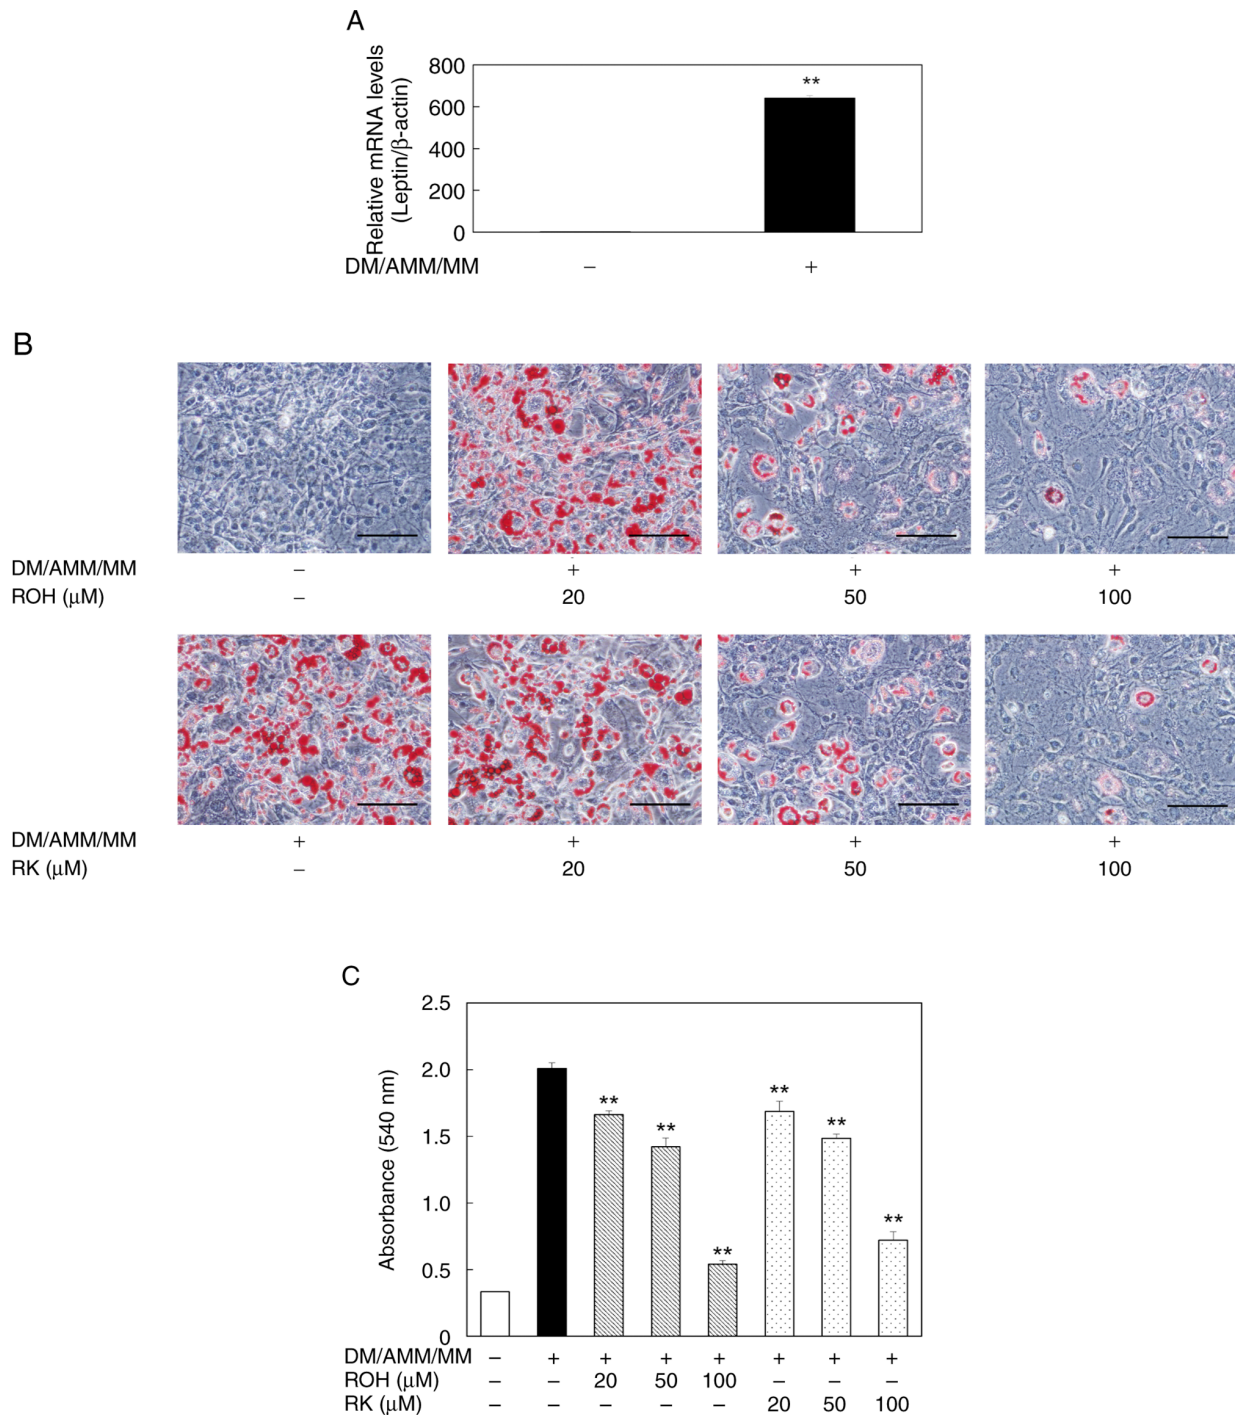 A
Relative mRNA levels
(Leptin/β-actin)
800
600
400
200
0
**
DM/AMM/MM – +
B
DM/AMM/MM – + + +
ROH (μM) – 20 50 100
DM/AMM/MM + + + +
RK (μM) – 20 50 100
C
Absorbance (540 nm)
2.5
2.0
1.5
1.0
0.5
0
** ** ** ** ** **
DM/AMM/MM – + + + + + + +
ROH (μM) – – 20 50 100 – – –
RK (μM) – – – – – 20 50 100